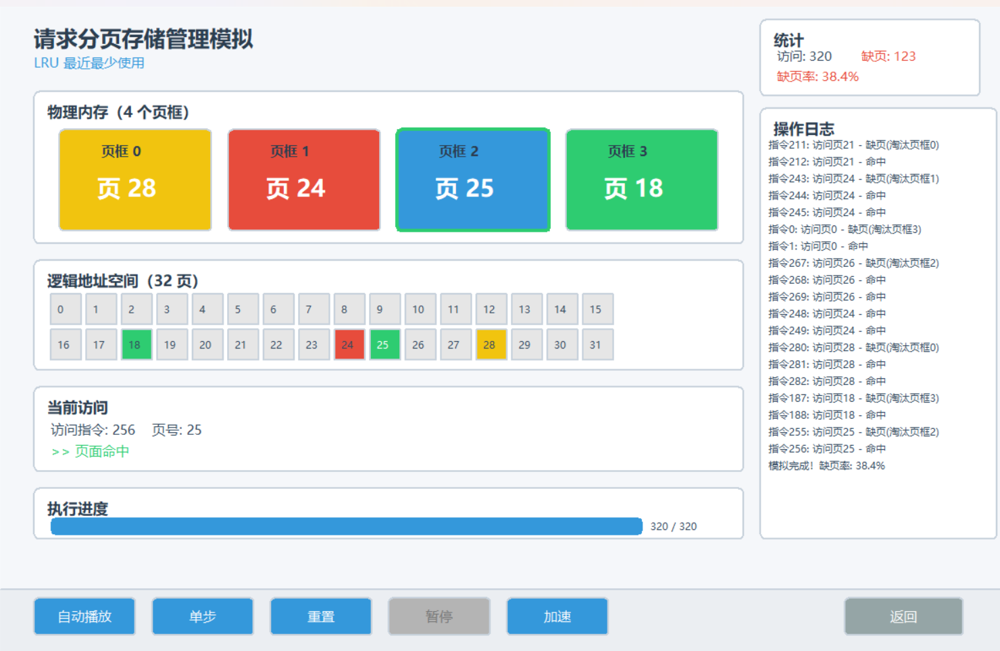 请求分页存储管理模拟
LRU 最近最少使用
物理内存（4 个页框）
页框 0
页 28
页框 1
页 24
页框 2
页 25
页框 3
页 18
逻辑地址空间（32 页）
0 1 2 3 4 5 6 7 8 9 10 11 12 13 14 15
16 17 18 19 20 21 22 23 24 25 26 27 28 29 30 31
当前访问
访问指令: 256 页号: 25
>> 页面命中
执行进度
320 / 320
统计
访问: 320 缺页: 123
缺页率: 38.4%
操作日志
指令211: 访问页21 - 缺页(淘汰页框0)
指令212: 访问页21 - 命中
指令243: 访问页24 - 缺页(淘汰页框1)
指令244: 访问页24 - 命中
指令245: 访问页24 - 命中
指令0: 访问页0 - 缺页(淘汰页框3)
指令1: 访问页0 - 命中
指令267: 访问页26 - 缺页(淘汰页框2)
指令268: 访问页26 - 命中
指令269: 访问页26 - 命中
指令248: 访问页24 - 命中
指令249: 访问页24 - 命中
指令280: 访问页28 - 缺页(淘汰页框0)
指令281: 访问页28 - 命中
指令282: 访问页28 - 命中
指令187: 访问页18 - 缺页(淘汰页框3)
指令188: 访问页18 - 命中
指令255: 访问页25 - 缺页(淘汰页框2)
指令256: 访问页25 - 命中
模拟完成! 缺页率: 38.4%
自动播放 单步 重置 暂停 加速 返回